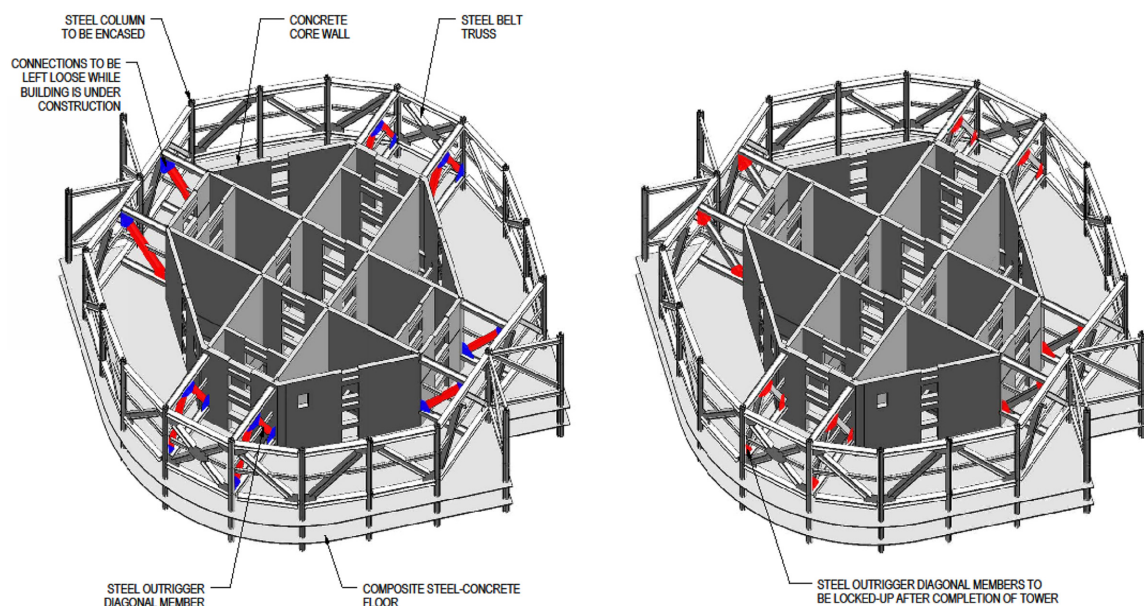 STEEL COLUMN
TO BE ENCASED
CONCRETE
CORE WALL
STEEL BELT
TRUSS
CONNECTIONS TO BE
LEFT LOOSE WHILE
BUILDING IS UNDER
CONSTRUCTION
STEEL OUTRIGGER
DIAGONAL MEMBER
COMPOSITE STEEL-CONCRETE
FLOOR
STEEL OUTRIGGER DIAGONAL MEMBERS TO
BE LOCKED-UP AFTER COMPLETION OF TOWER